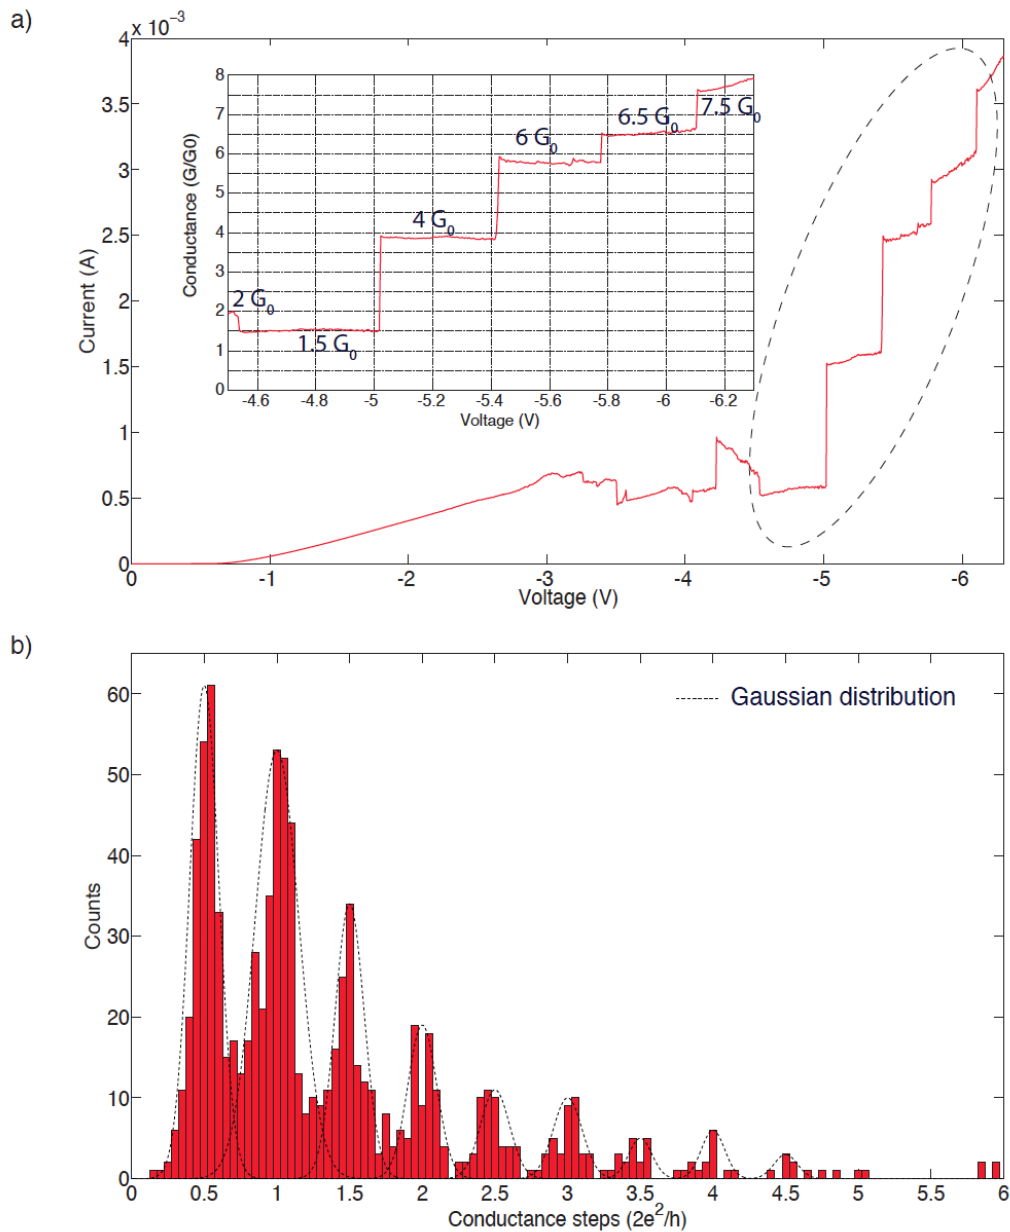 a)
x 10⁻³
4
3.5
3
2.5
2
1.5
1
0.5
0
Current (A)
0 -1 -2 -3 -4 -5 -6
Voltage (V)
8
7
6
5
4
3
2
1
0
Conductance (G/G0)
-4.6 -4.8 -5 -5.2 -5.4 -5.6 -5.8 -6 -6.2
Voltage (V)
2 G₀
1.5 G₀
4 G₀
6 G₀
6.5 G₀
7.5 G₀
b)
60
50
40
30
20
10
0
Counts
Gaussian distribution
0 0.5 1 1.5 2 2.5 3 3.5 4 4.5 5 5.5 6
Conductance steps (2e²/h)